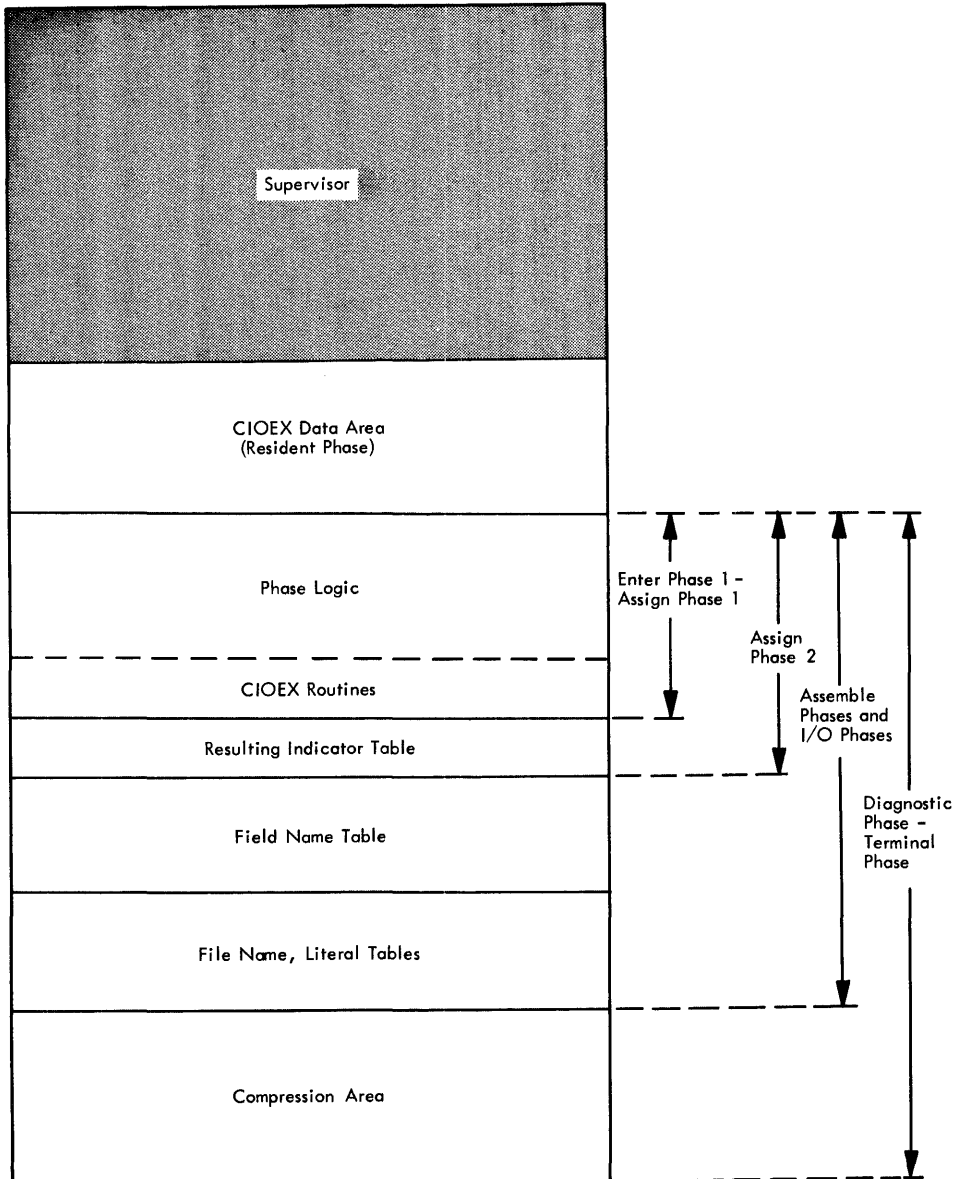 Supervisor
CIOEX Data Area
(Resident Phase)
Phase Logic
CIOEX Routines
Resulting Indicator Table
Field Name Table
File Name, Literal Tables
Compression Area
Enter Phase 1 -
Assign Phase 1
Assign
Phase 2
Assemble
Phases and
I/O Phases
Diagnostic
Phase -
Terminal
Phase